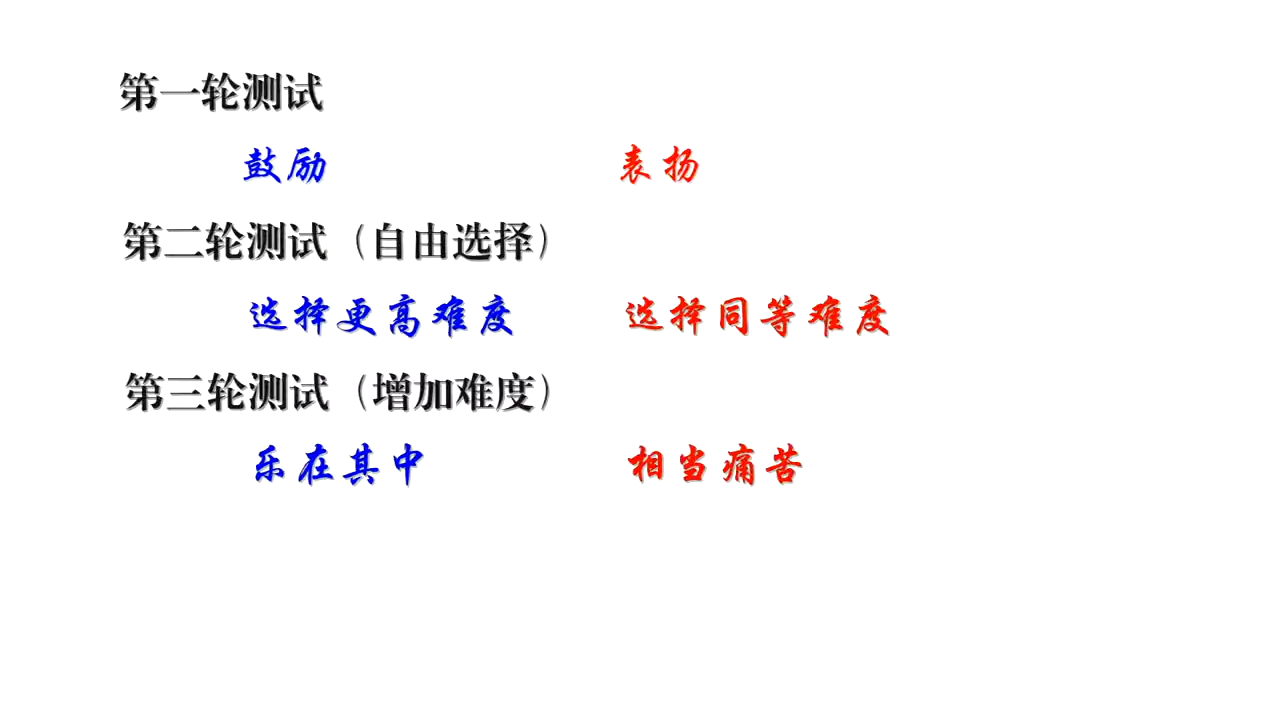 第一轮测试
鼓励 表扬
第二轮测试（自由选择）
选择更高难度 选择同等难度
第三轮测试（增加难度）
乐在其中 相当痛苦